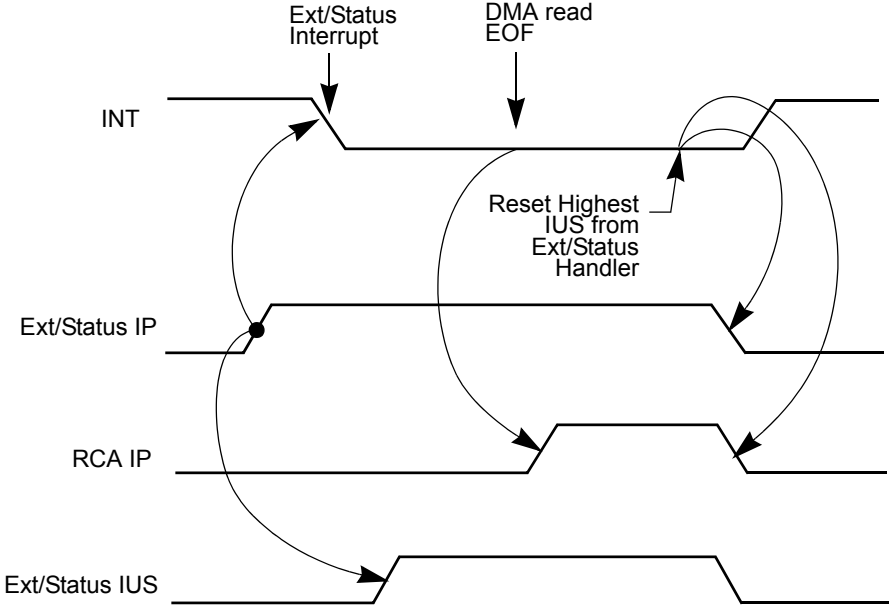 Ext/Status
Interrupt
DMA read
EOF
INT
Reset Highest
IUS from
Ext/Status
Handler
Ext/Status IP
RCA IP
Ext/Status IUS